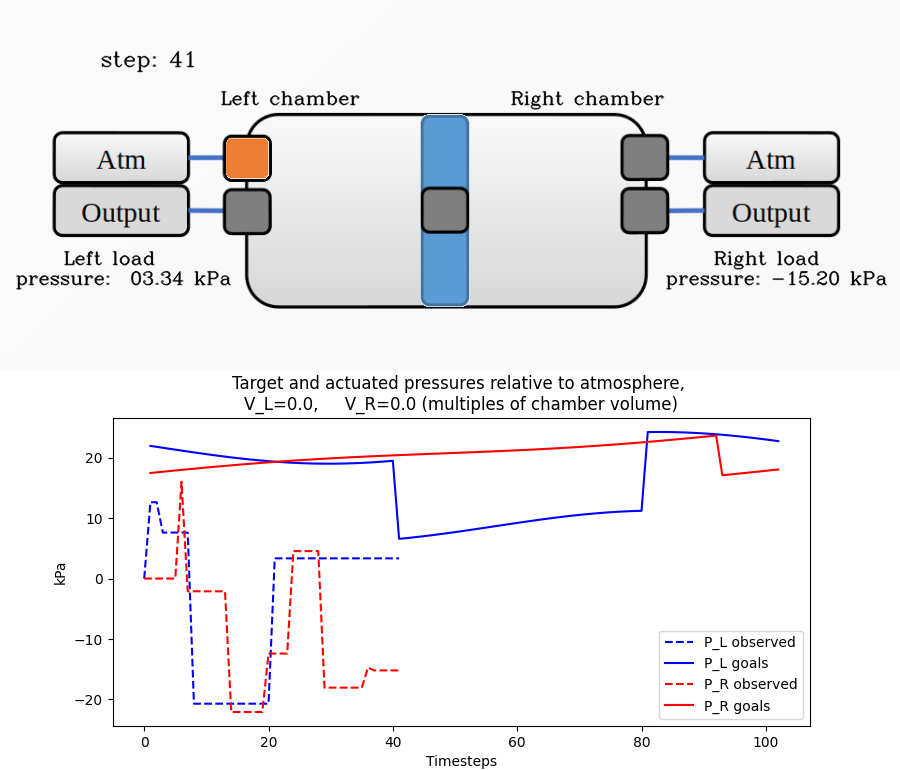 step: 41
Left chamber
Right chamber
Atm
Atm
Output
Output
Left load
pressure: 03.34 kPa
Right load
pressure: −15.20 kPa
Target and actuated pressures relative to atmosphere,
V_L=0.0, V_R=0.0 (multiples of chamber volume)
20
10
0
−10
−20
kPa
P_L observed
P_L goals
P_R observed
P_R goals
0 20 40 60 80 100
Timesteps